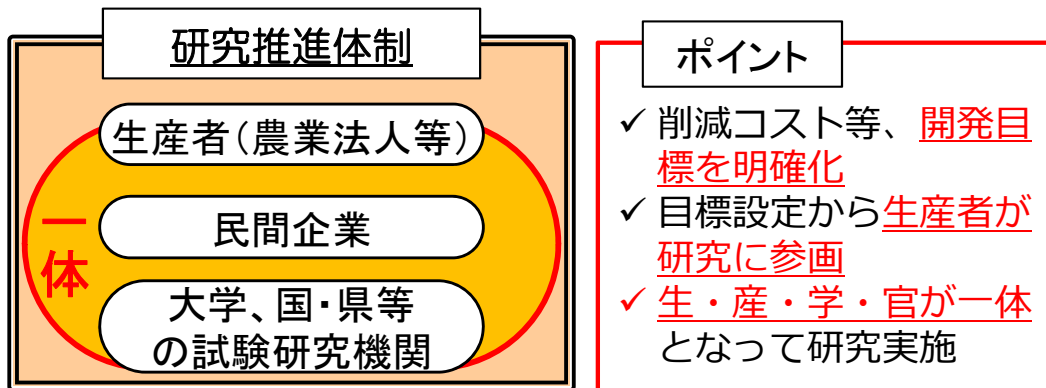 研究推進体制
生産者(農業法人等)
民間企業
大学、国・県等
の試験研究機関
一
体
ポイント
✓ 削減コスト等、開発目
標を明確化
✓ 目標設定から生産者が
研究に参画
✓ 生・産・学・官が一体
となって研究実施